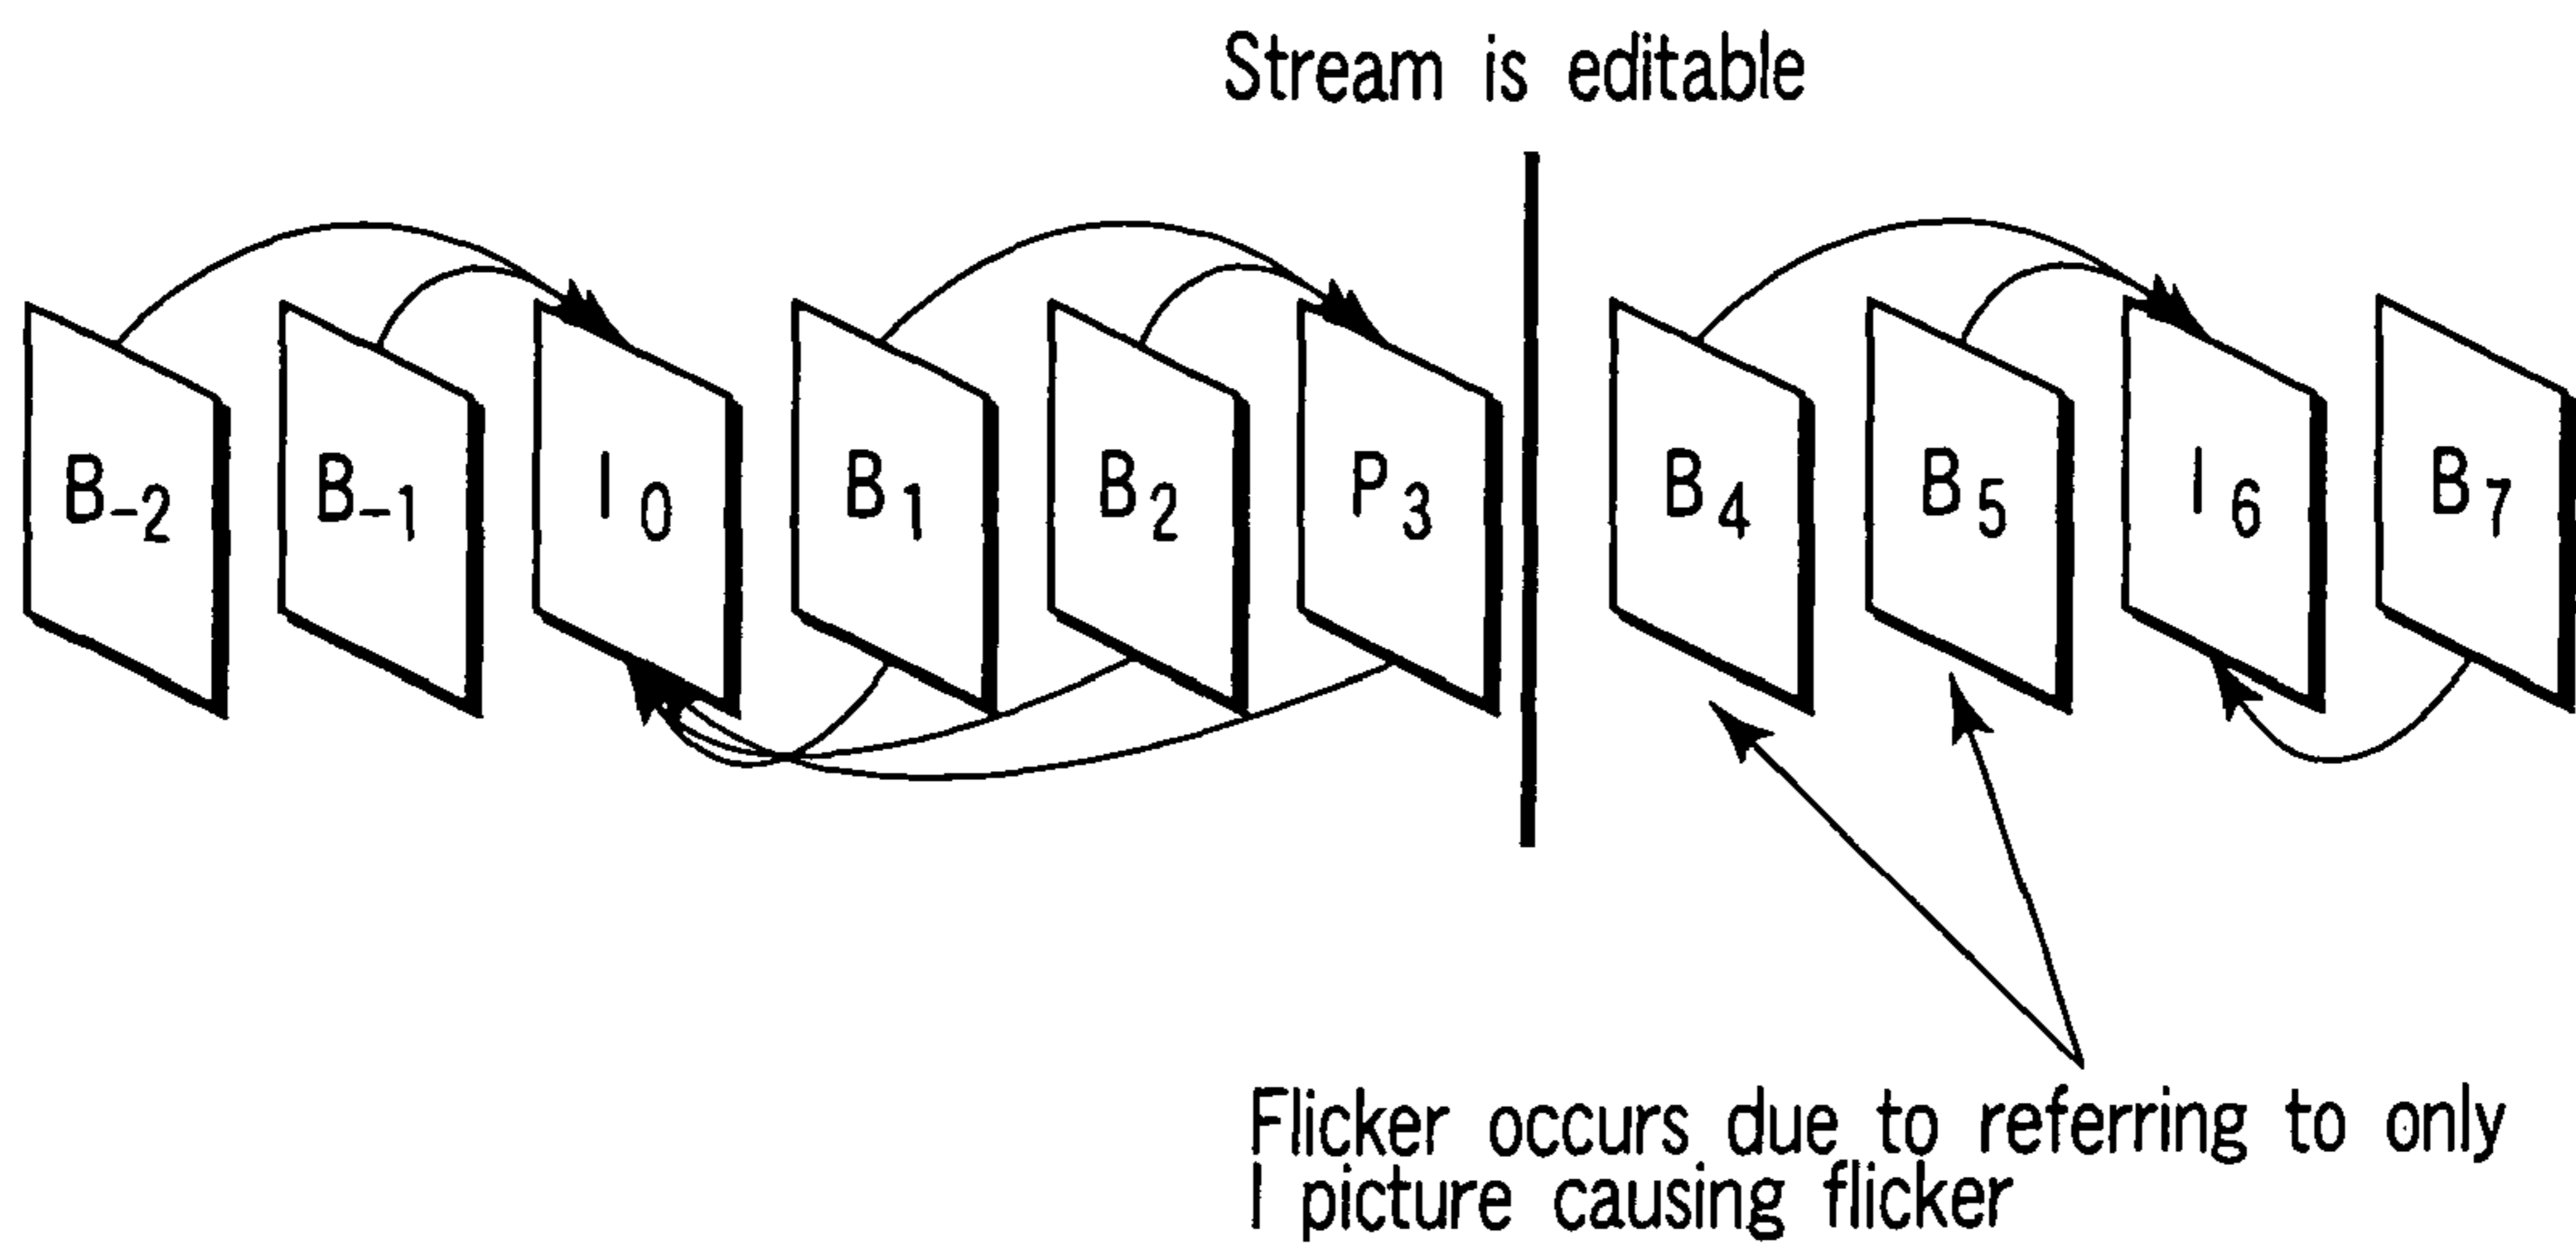 Stream is editable
B-2 B-1 I0 B1 B2 P3 B4 B5 I6 B7
Flicker occurs due to referring to only
I picture causing flicker